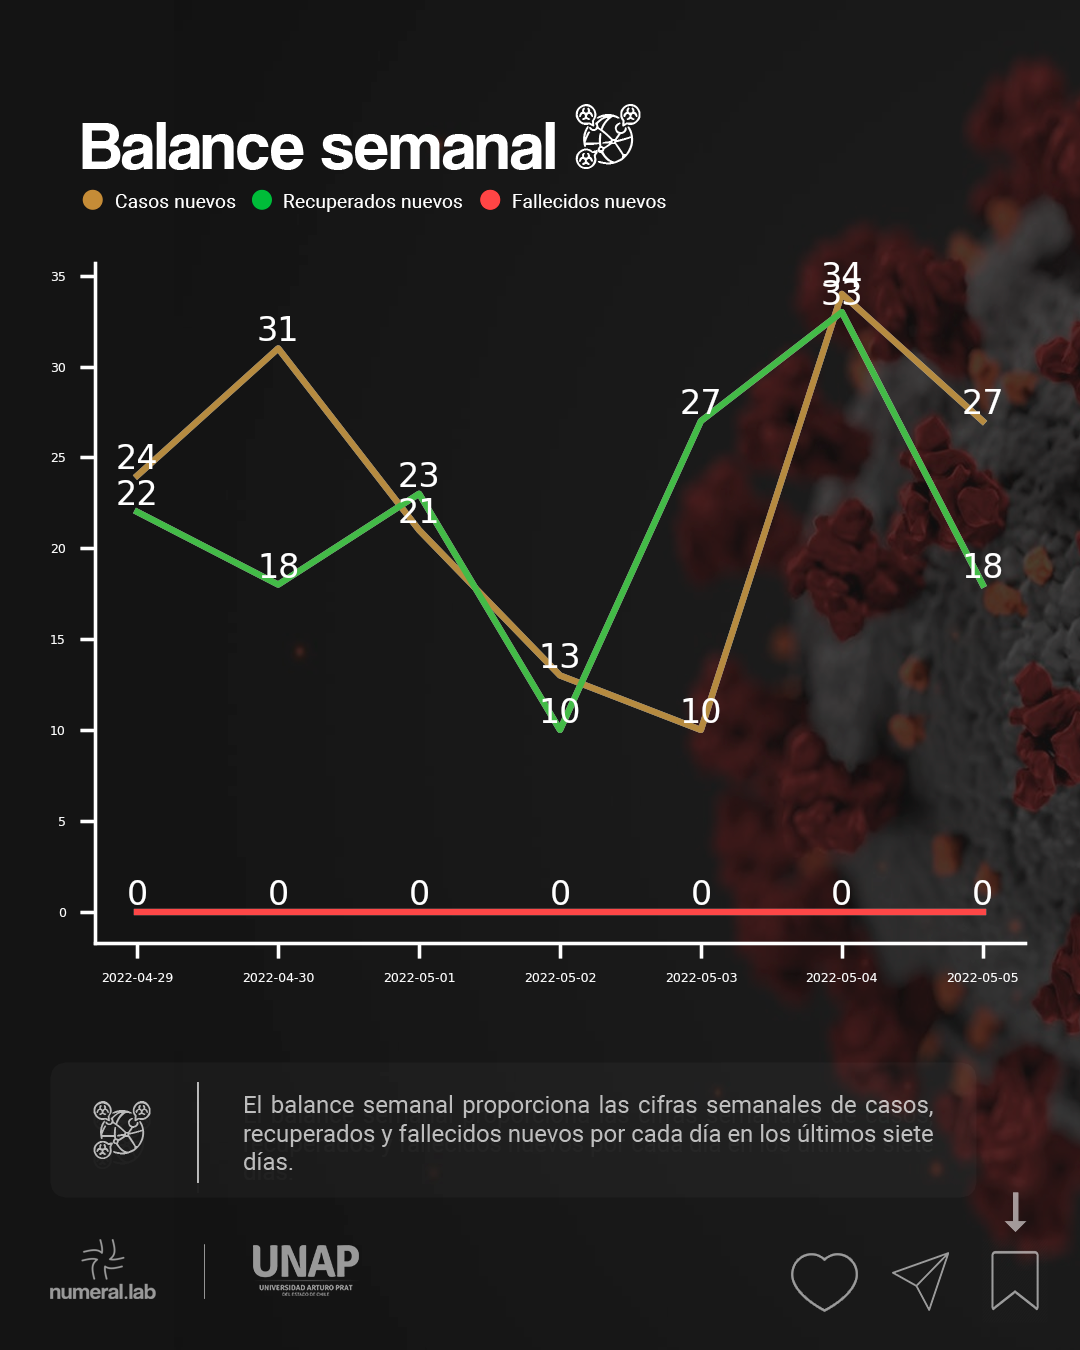 Balance semanal
Casos nuevos Recuperados nuevos Fallecidos nuevos
35
30
25
20
15
10
5
0
24 31 21 13 10 34 27
22 18 23 10 27 33 18
0 0 0 0 0 0 0
2022-04-29 2022-04-30 2022-05-01 2022-05-02 2022-05-03 2022-05-04 2022-05-05
El balance semanal proporciona las cifras semanales de casos,
recuperados y fallecidos nuevos por cada día en los últimos siete
días.
numeral.lab
UNAP
UNIVERSIDAD ARTURO PRAT
DEL ESTADO DE CHILE